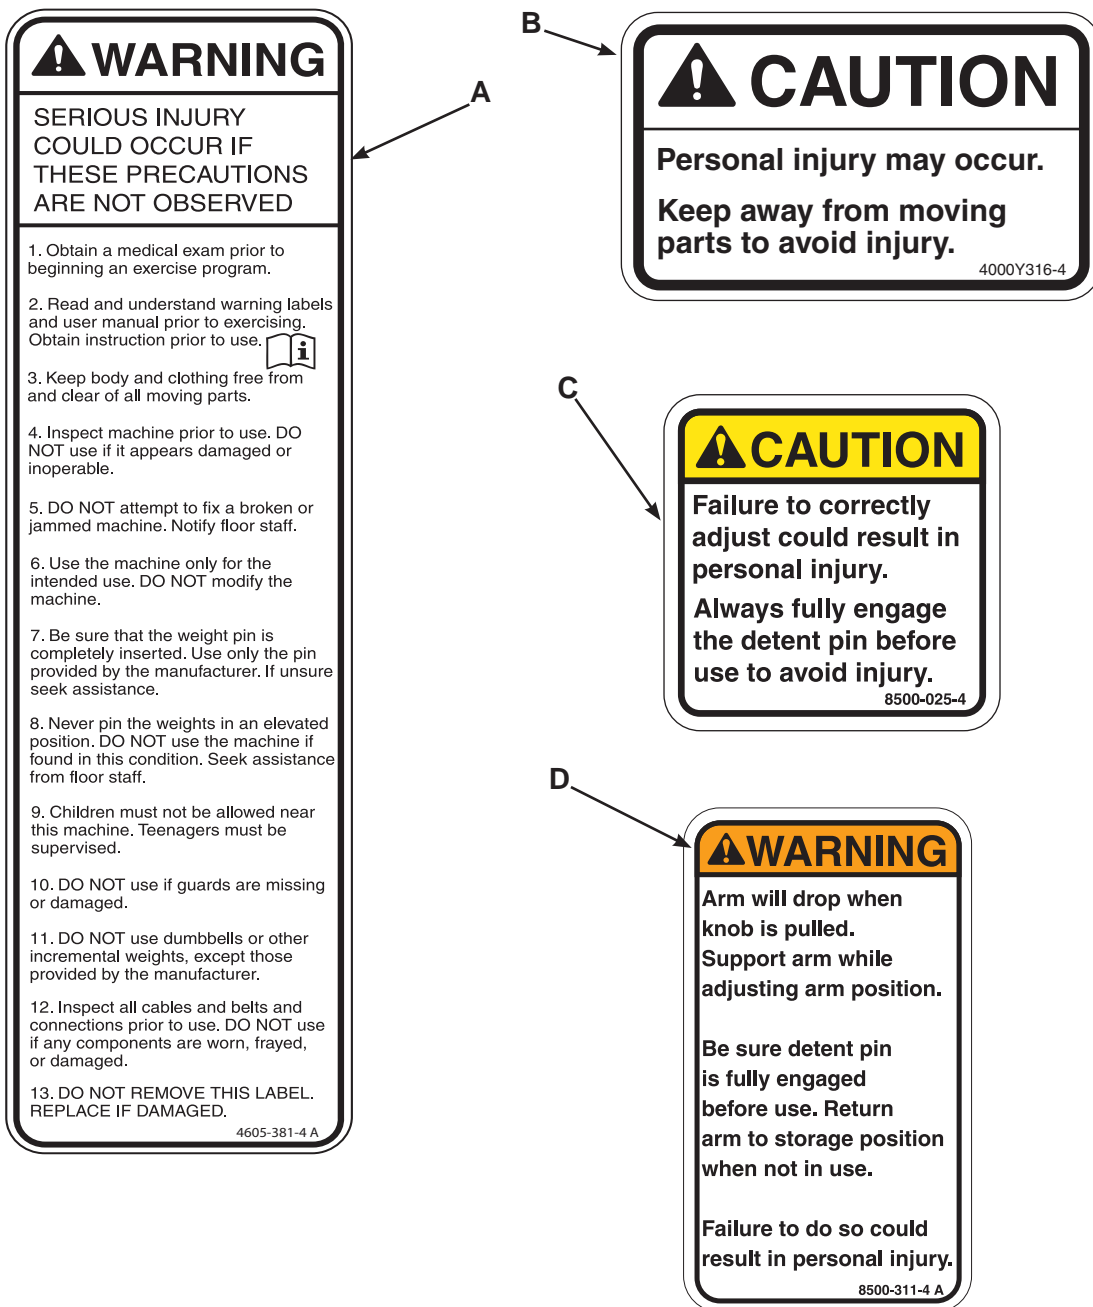 A
WARNING
SERIOUS INJURY
COULD OCCUR IF
THESE PRECAUTIONS
ARE NOT OBSERVED
1. Obtain a medical exam prior to
beginning an exercise program.
2. Read and understand warning labels
and user manual prior to exercising.
Obtain instruction prior to use.
i
3. Keep body and clothing free from
and clear of all moving parts.
4. Inspect machine prior to use. DO
NOT use if it appears damaged or
inoperable.
5. DO NOT attempt to fix a broken or
jammed machine. Notify floor staff.
6. Use the machine only for the
intended use. DO NOT modify the
machine.
7. Be sure that the weight pin is
completely inserted. Use only the pin
provided by the manufacturer. If unsure
seek assistance.
8. Never pin the weights in an elevated
position. DO NOT use the machine if
found in this condition. Seek assistance
from floor staff.
9. Children must not be allowed near
this machine. Teenagers must be
supervised.
10. DO NOT use if guards are missing
or damaged.
11. DO NOT use dumbbells or other
incremental weights, except those
provided by the manufacturer.
12. Inspect all cables and belts and
connections prior to use. DO NOT use
if any components are worn, frayed,
or damaged.
13. DO NOT REMOVE THIS LABEL.
REPLACE IF DAMAGED.
4605-381-4 A
B
CAUTION
Personal injury may occur.
Keep away from moving
parts to avoid injury.
4000Y316-4
C
CAUTION
Failure to correctly
adjust could result in
personal injury.
Always fully engage
the detent pin before
use to avoid injury.
8500-025-4
D
WARNING
Arm will drop when
knob is pulled.
Support arm while
adjusting arm position.
Be sure detent pin
is fully engaged
before use. Return
arm to storage position
when not in use.
Failure to do so could
result in personal injury.
8500-311-4 A